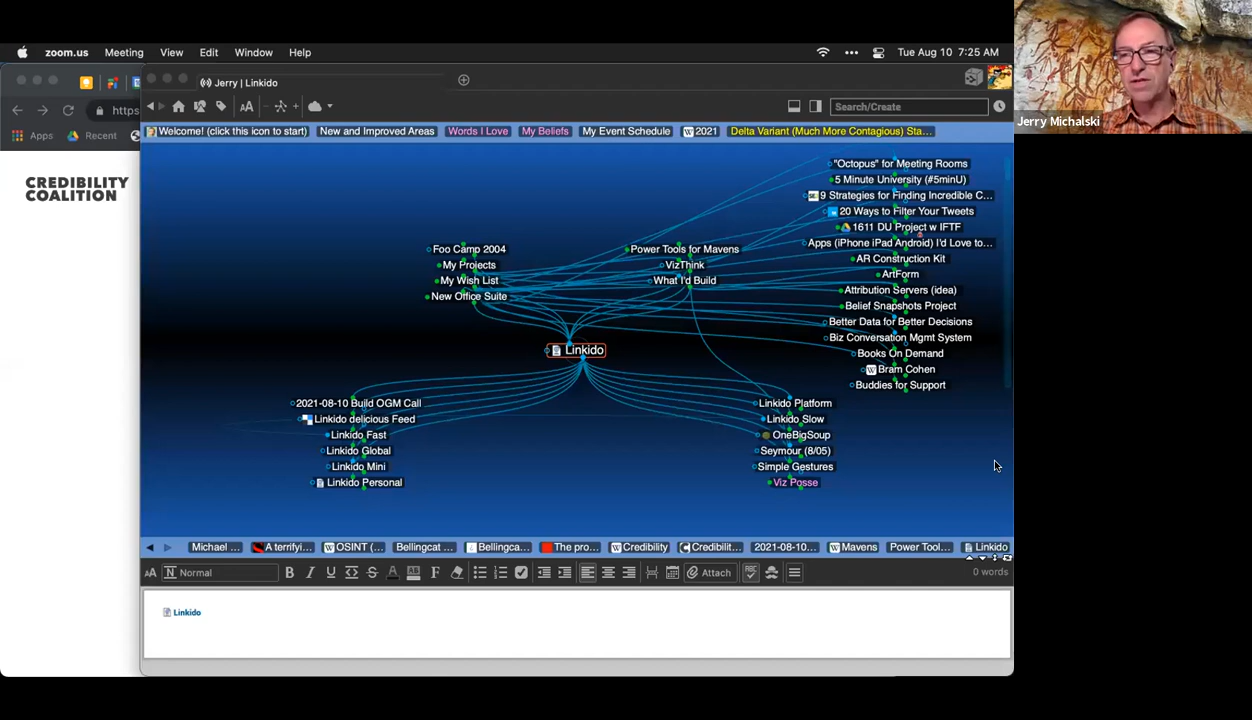 zoom.us Meeting View Edit Window Help Tue Aug 10 7:25 AM
Jerry | Linkido
https
Search/Create
Apps Recent
Welcome! (click this icon to start) New and Improved Areas Words I Love My Beliefs My Event Schedule 2021 Delta Variant (Much More Contagious) Sta...
Jerry Michalski
CREDIBILITY
COALITION
"Octopus" for Meeting Rooms
5 Minute University (#5minU)
9 Strategies for Finding Incredible C...
20 Ways to Filter Your Tweets
1611 DU Project w IFTF
Apps (iPhone iPad Android) I'd Love to...
AR Construction Kit
ArtForm
Attribution Servers (idea)
Belief Snapshots Project
Better Data for Better Decisions
Biz Conversation Mgmt System
Books On Demand
Bram Cohen
Buddies for Support
Foo Camp 2004
My Projects
My Wish List
New Office Suite
Power Tools for Mavens
VizThink
What I'd Build
Linkido
2021-08-10 Build OGM Call
Linkido delicious Feed
Linkido Fast
Linkido Global
Linkido Mini
Linkido Personal
Linkido Platform
Linkido Slow
OneBigSoup
Seymour (8/05)
Simple Gestures
Viz Posse
Michael ... A terrifyi... OSINT (... Bellingcat ... Bellingca... The pro... Credibility Credibilit... 2021-08-10... Mavens Power Tool... Linkido
Normal B I U S A F Attach 0 words
Linkido